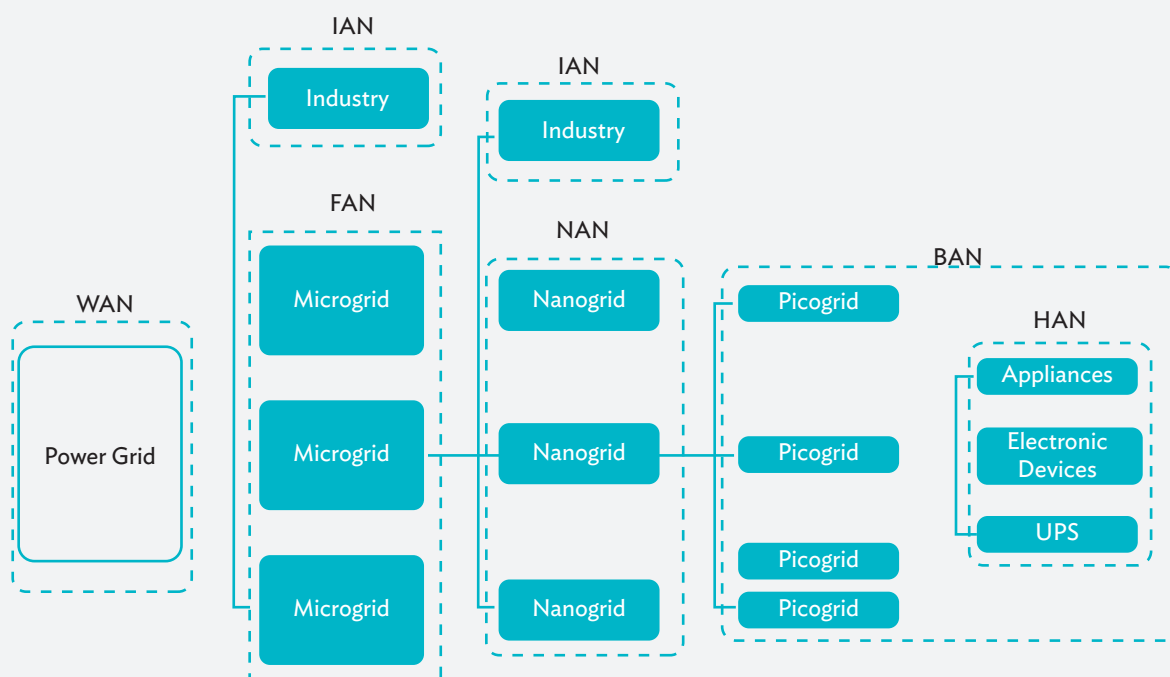 WAN
Power Grid
IAN
Industry
FAN
Microgrid
Microgrid
Microgrid
IAN
Industry
NAN
Nanogrid
Nanogrid
Nanogrid
BAN
Picogrid
Picogrid
Picogrid
Picogrid
HAN
Appliances
Electronic
Devices
UPS